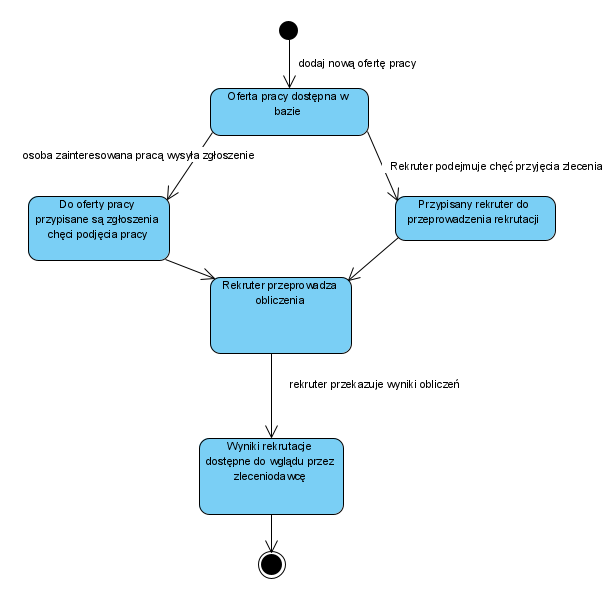 dodaj nową ofertę pracy
Oferta pracy dostępna w
bazie
osoba zainteresowana pracą wysyła zgłoszenie
Rekruter podejmuje chęć przyjęcia zlecenia
Do oferty pracy
przypisane są zgłoszenia
chęci podjęcia pracy
Przypisany rekruter do
przeprowadzenia rekrutacji
Rekruter przeprowadza
obliczenia
rekruter przekazuje wyniki obliczeń
Wyniki rekrutacje
dostępne do wglądu przez
zleceniodawcę